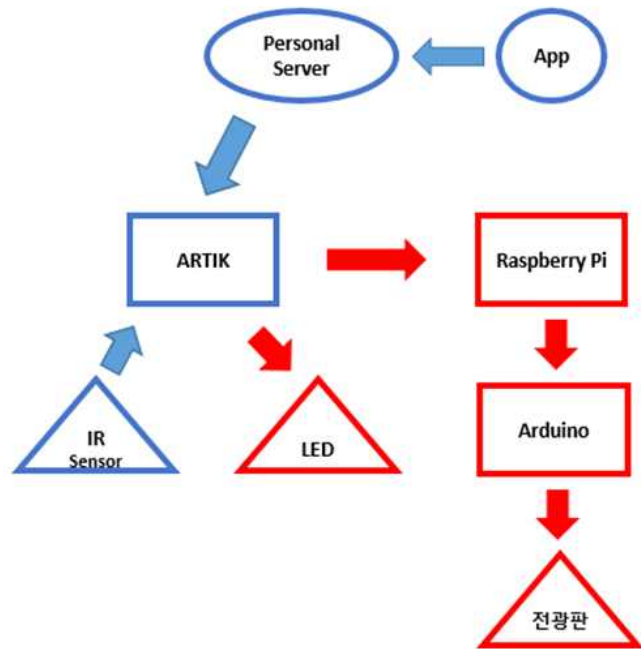 Personal
Server
App
ARTIK
Raspberry Pi
IR
Sensor
LED
Arduino
전광판